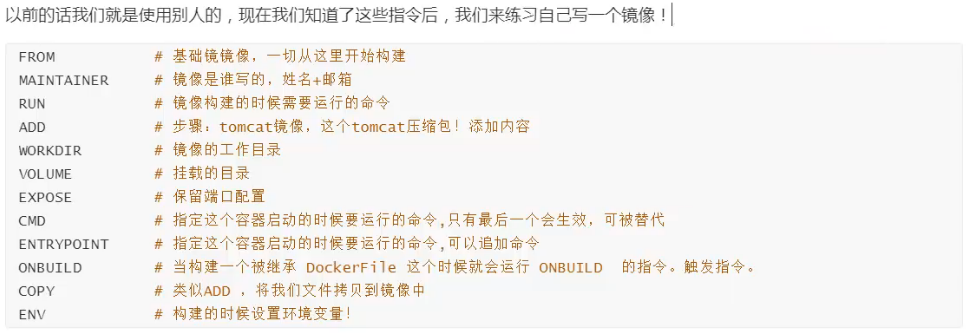 以前的话我们就是使用别人的，现在我们知道了这些指令后，我们来练习自己写一个镜像！
FROM # 基础镜镜像，一切从这里开始构建
MAINTAINER # 镜像是谁写的，姓名+邮箱
RUN # 镜像构建的时候需要运行的命令
ADD # 步骤：tomcat镜像，这个tomcat压缩包！添加内容
WORKDIR # 镜像的工作目录
VOLUME # 挂载的目录
EXPOSE # 保留端口配置
CMD # 指定这个容器启动的时候要运行的命令,只有最后一个会生效，可被替代
ENTRYPOINT # 指定这个容器启动的时候要运行的命令,可以追加命令
ONBUILD # 当构建一个被继承 DockerFile 这个时候就会运行 ONBUILD 的指令。触发指令。
COPY # 类似ADD ，将我们文件拷贝到镜像中
ENV # 构建的时候设置环境变量！